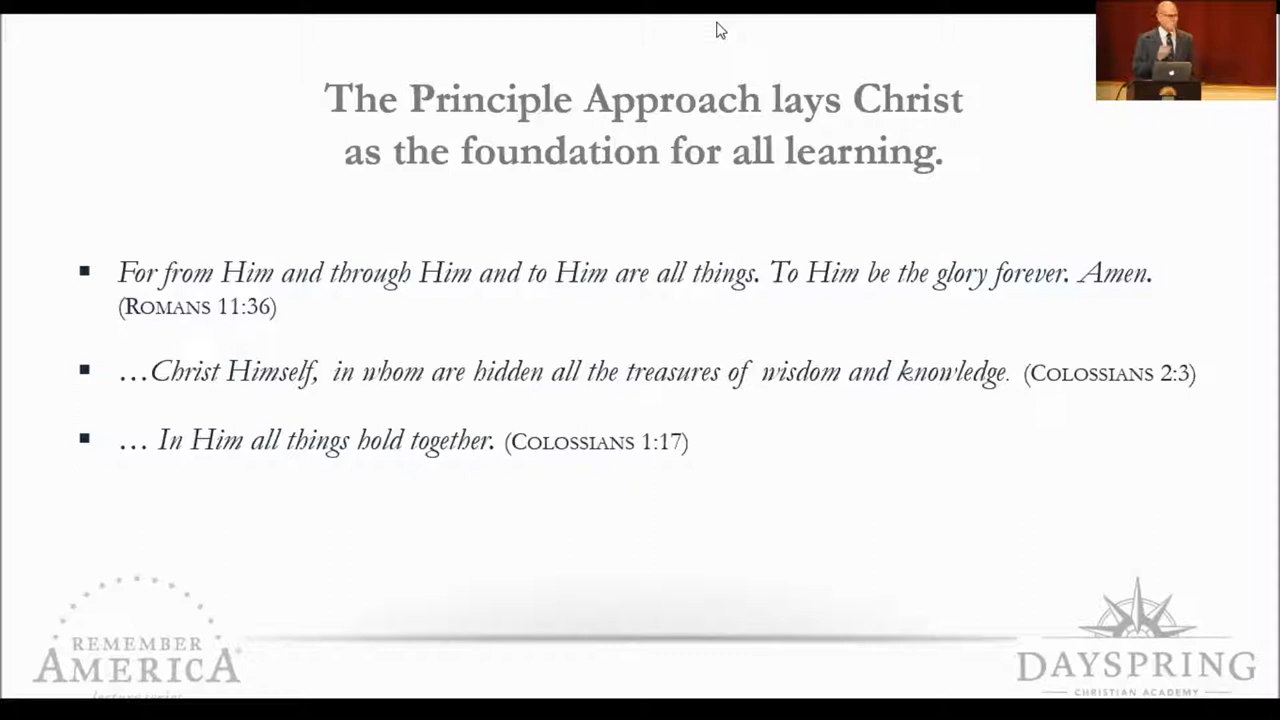 The Principle Approach lays Christ
as the foundation for all learning.
▪ For from Him and through Him and to Him are all things. To Him be the glory forever. Amen.
(ROMANS 11:36)
▪ …Christ Himself, in whom are hidden all the treasures of wisdom and knowledge. (COLOSSIANS 2:3)
▪ … In Him all things hold together. (COLOSSIANS 1:17)
REMEMBER
AMERICA®
lecture series
DAYSPRING
CHRISTIAN ACADEMY